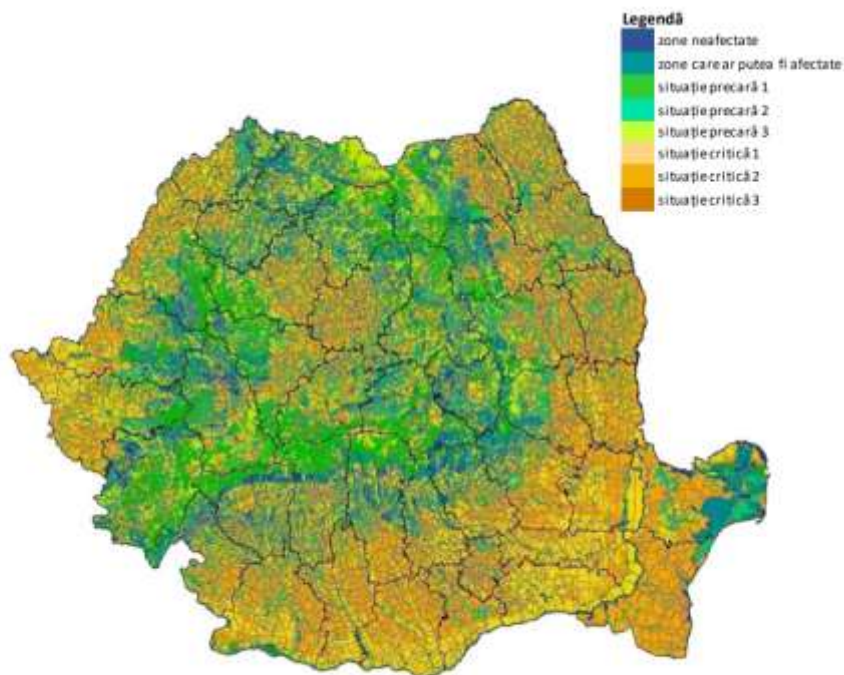 Legendă
zone neafectate
zone care ar putea fi afectate
situație precară 1
situație precară 2
situație precară 3
situație critică 1
situație critică 2
situație critică 3